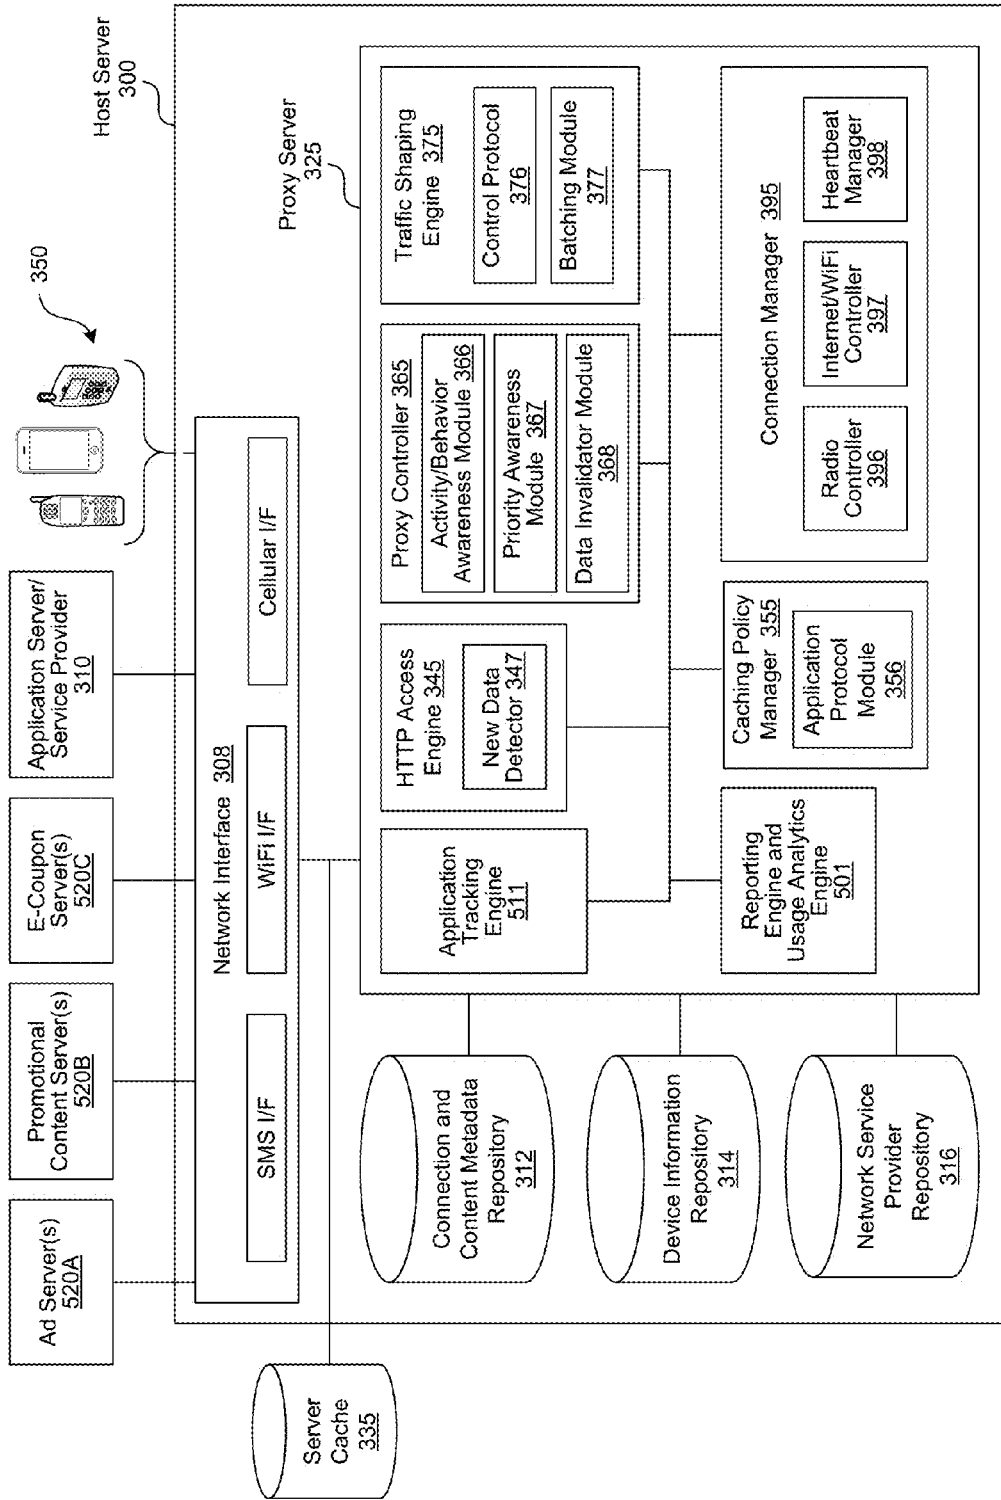 Ad Server(s)
520A
Promotional
Content Server(s)
520B
E-Coupon
Server(s)
520C
Application Server/
Service Provider
310
350
Host Server
300
Network Interface 308
SMS I/F
WiFi I/F
Cellular I/F
Server
Cache
335
Proxy Server
325
Connection and
Content Metadata
Repository
312
Device Information
Repository
314
Network Service
Provider
Repository
316
Application
Tracking
Engine
511
HTTP Access
Engine 345
New Data
Detector 347
Proxy Controller 365
Activity/Behavior
Awareness Module 366
Priority Awareness
Module 367
Data Invalidator Module
368
Traffic Shaping
Engine 375
Control Protocol
376
Batching Module
377
Reporting
Engine and
Usage Analytics
Engine 501
Caching Policy
Manager 355
Application
Protocol
Module
356
Connection Manager 395
Radio
Controller
396
Internet/WiFi
Controller
397
Heartbeat
Manager
398